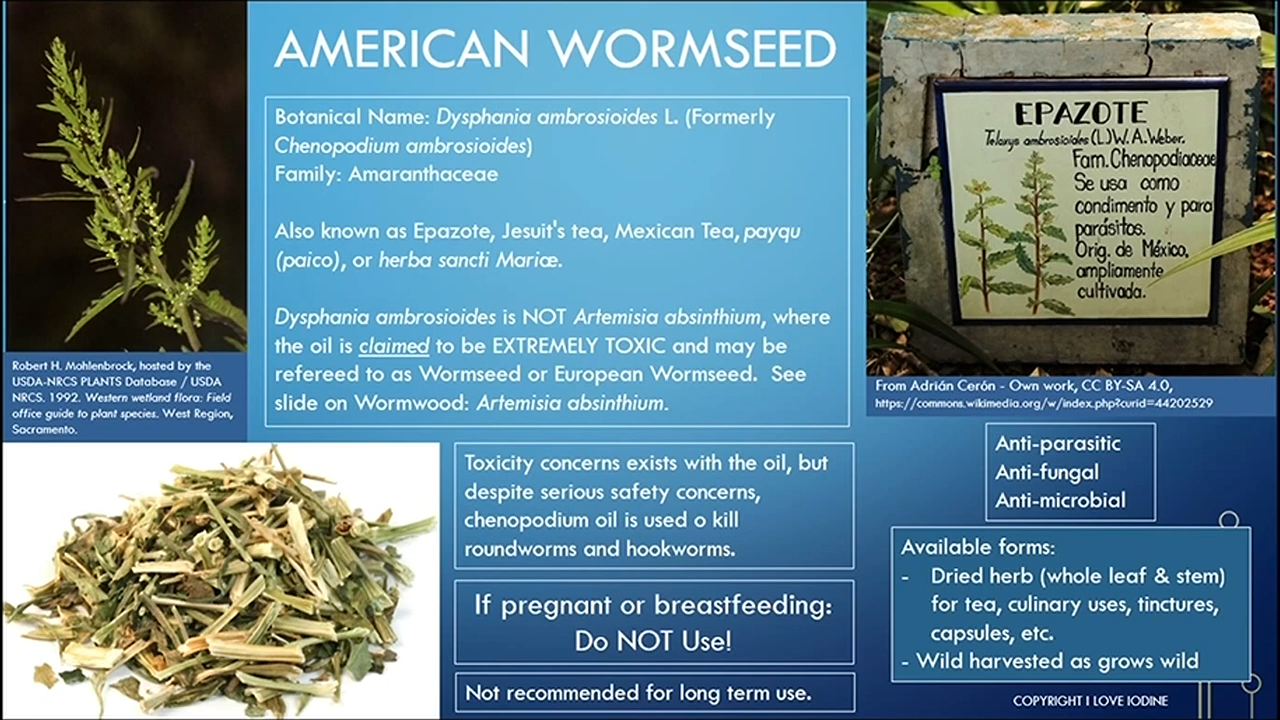 AMERICAN WORMSEED
Botanical Name: Dysphania ambrosioides L. (Formerly
Chenopodium ambrosioides)
Family: Amaranthaceae
Also known as Epazote, Jesuit's tea, Mexican Tea, payqu
(paico), or herba sancti Mariæ.
Dysphania ambrosioides is NOT Artemisia absinthium, where
the oil is claimed to be EXTREMELY TOXIC and may be
refereed to as Wormseed or European Wormseed. See
slide on Wormwood: Artemisia absinthium.
EPAZOTE
Teloxys ambrosioides (L.) W. A. Weber.
Fam. Chenopodiaceae
Se usa como
condimento y para
parásitos.
Orig. de México,
ampliamente
cultivada.
Robert H. Mohlenbrock, hosted by the
USDA-NRCS PLANTS Database / USDA
NRCS. 1992. Western wetland flora: Field
office guide to plant species. West Region,
Sacramento.
From Adrián Cerón - Own work, CC BY-SA 4.0,
https://commons.wikimedia.org/w/index.php?curid=44202529
Toxicity concerns exists with the oil, but
despite serious safety concerns,
chenopodium oil is used o kill
roundworms and hookworms.
If pregnant or breastfeeding:
Do NOT Use!
Not recommended for long term use.
Anti-parasitic
Anti-fungal
Anti-microbial
Available forms:
- Dried herb (whole leaf & stem)
for tea, culinary uses, tinctures,
capsules, etc.
- Wild harvested as grows wild
COPYRIGHT I LOVE IODINE